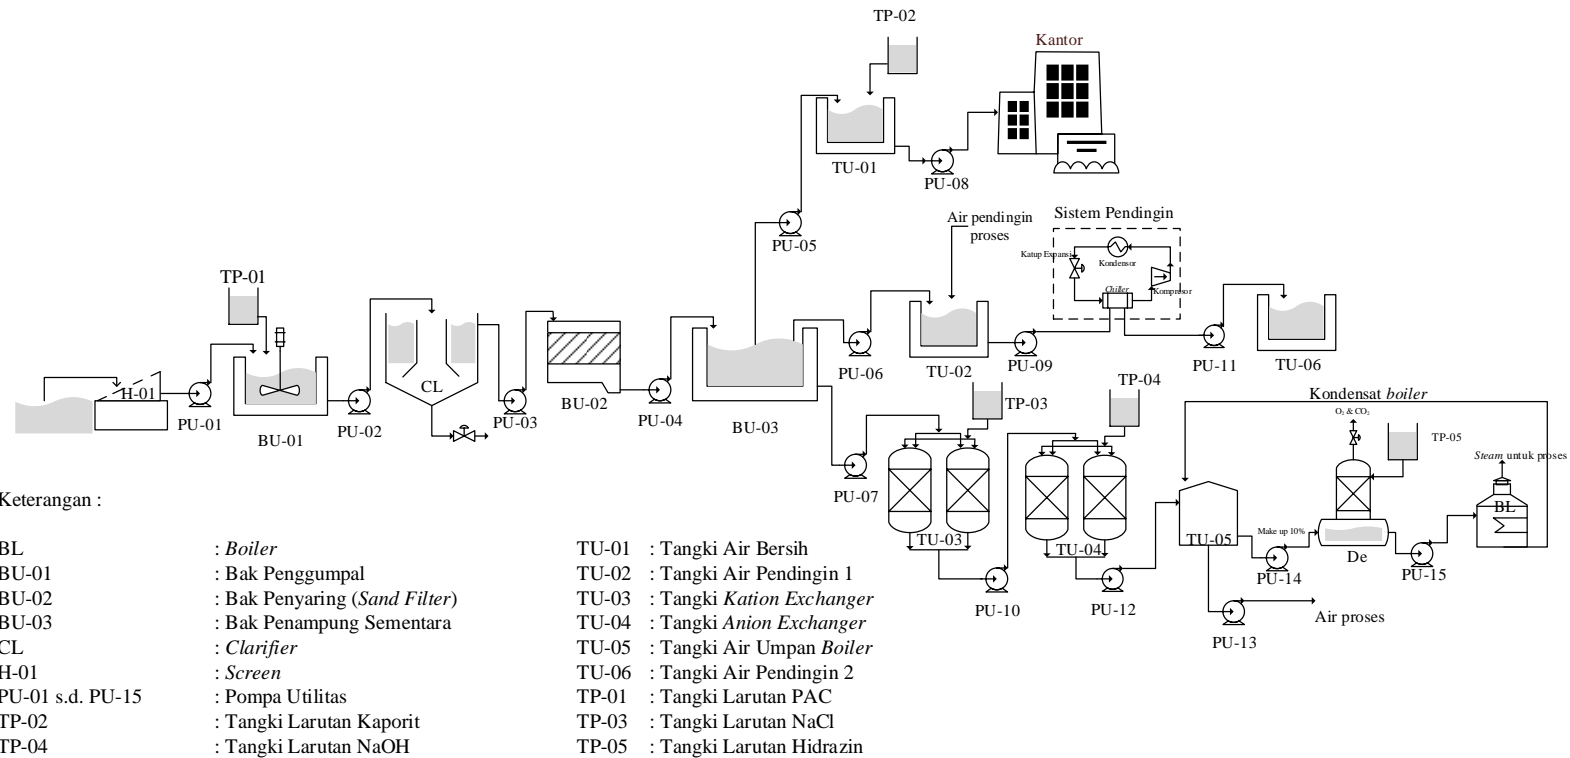 TP-02
Kantor
TU-01
PU-08
PU-05
Air pendingin
proses
Sistem Pendingin
Katup Expansi
Kondensor
Chiller
Kompresor
TP-01
H-01
PU-01
BU-01
PU-02
CL
PU-03
BU-02
PU-04
BU-03
PU-06
TU-02
PU-09
PU-11
TU-06
PU-07
TP-03
TU-03
PU-10
TP-04
TU-04
PU-12
Kondensat boiler
O₂ & CO₂
TP-05
Steam untuk proses
BL
TU-05
Make up 10%
PU-14
De
PU-15
PU-13
Air proses
Keterangan :
BL : Boiler
BU-01 : Bak Penggumpal
BU-02 : Bak Penyaring (Sand Filter)
BU-03 : Bak Penampung Sementara
CL : Clarifier
H-01 : Screen
PU-01 s.d. PU-15 : Pompa Utilitas
TP-02 : Tangki Larutan Kaporit
TP-04 : Tangki Larutan NaOH
TU-01 : Tangki Air Bersih
TU-02 : Tangki Air Pendingin 1
TU-03 : Tangki Kation Exchanger
TU-04 : Tangki Anion Exchanger
TU-05 : Tangki Air Umpan Boiler
TU-06 : Tangki Air Pendingin 2
TP-01 : Tangki Larutan PAC
TP-03 : Tangki Larutan NaCl
TP-05 : Tangki Larutan Hidrazin